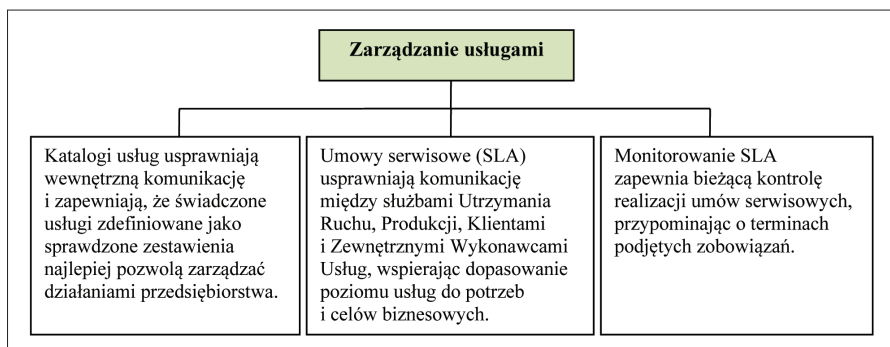 Zarządzanie usługami
Katalogi usług usprawniają
wewnętrzną komunikację
i zapewniają, że świadczone
usługi zdefiniowane jako
sprawdzone zestawienia
najlepiej pozwolą zarządzać
działaniami przedsiębiorstwa.
Umowy serwisowe (SLA)
usprawniają komunikację
między służbami Utrzymania
Ruchu, Produkcji, Klientami
i Zewnętrznymi Wykonawcami
Usług, wspierając dopasowanie
poziomu usług do potrzeb
i celów biznesowych.
Monitorowanie SLA
zapewnia bieżącą kontrolę
realizacji umów serwisowych,
przypominając o terminach
podjętych zobowiązań.